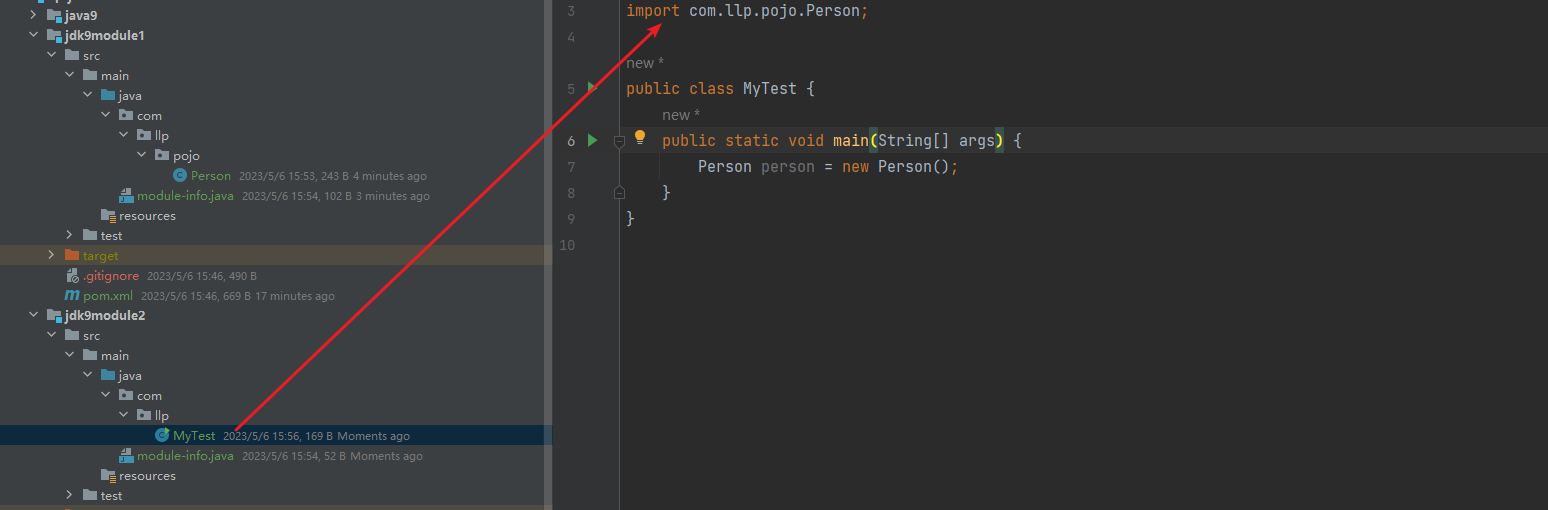 java9
jdk9module1
src
main
java
com
llp
pojo
Person 2023/5/6 15:53, 243 B 4 minutes ago
module-info.java 2023/5/6 15:54, 102 B 3 minutes ago
resources
test
target
.gitignore 2023/5/6 15:46, 490 B
pom.xml 2023/5/6 15:46, 669 B 17 minutes ago
jdk9module2
src
main
java
com
llp
MyTest 2023/5/6 15:56, 169 B Moments ago
module-info.java 2023/5/6 15:54, 52 B Moments ago
resources
test
3 import com.llp.pojo.Person;
4
new *
5 public class MyTest {
new *
6 public static void main(String[] args) {
7 Person person = new Person();
8 }
9 }
10